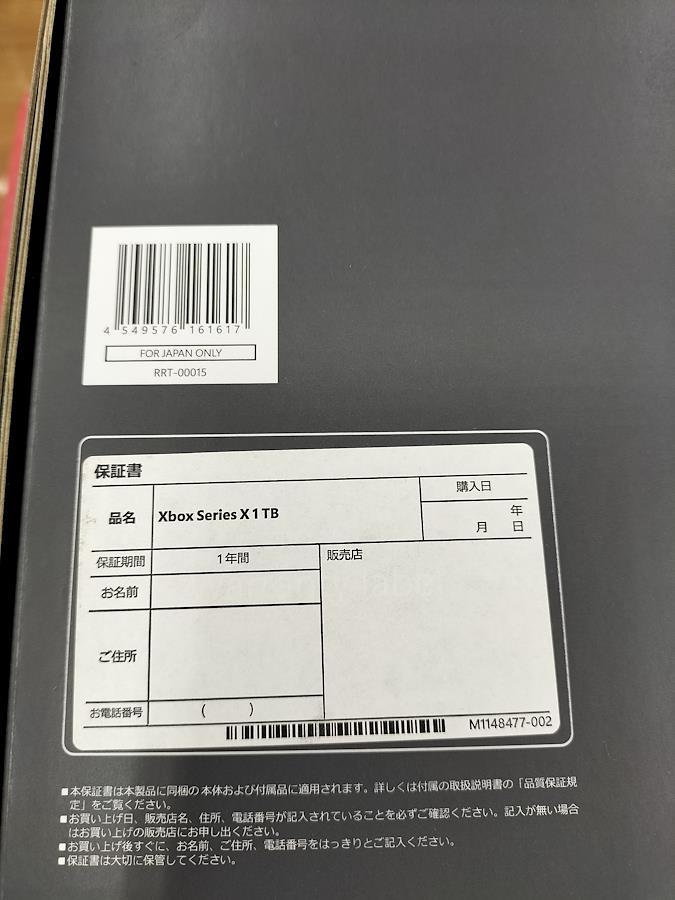 4 549576 161617
FOR JAPAN ONLY
RRT-00015
保証書
品名
Xbox Series X 1 TB
購入日
年
月 日
保証期間
1年間
販売店
お名前
ご住所
お電話番号
( )
M1148477-002
■本保証書は本製品に同梱の本体および付属品に適用されます。詳しくは付属の取扱説明書の「品質保証規
定」をご覧ください。
■お買い上げ日、販売店名、住所、電話番号が記入されていることを必ずご確認ください。記入が無い場合
はお買い上げの販売店にお申し出ください。
■お買い上げ後すぐに、お名前、ご住所、電話番号をはっきりとご記入ください。
■保証書は大切に保管してください。